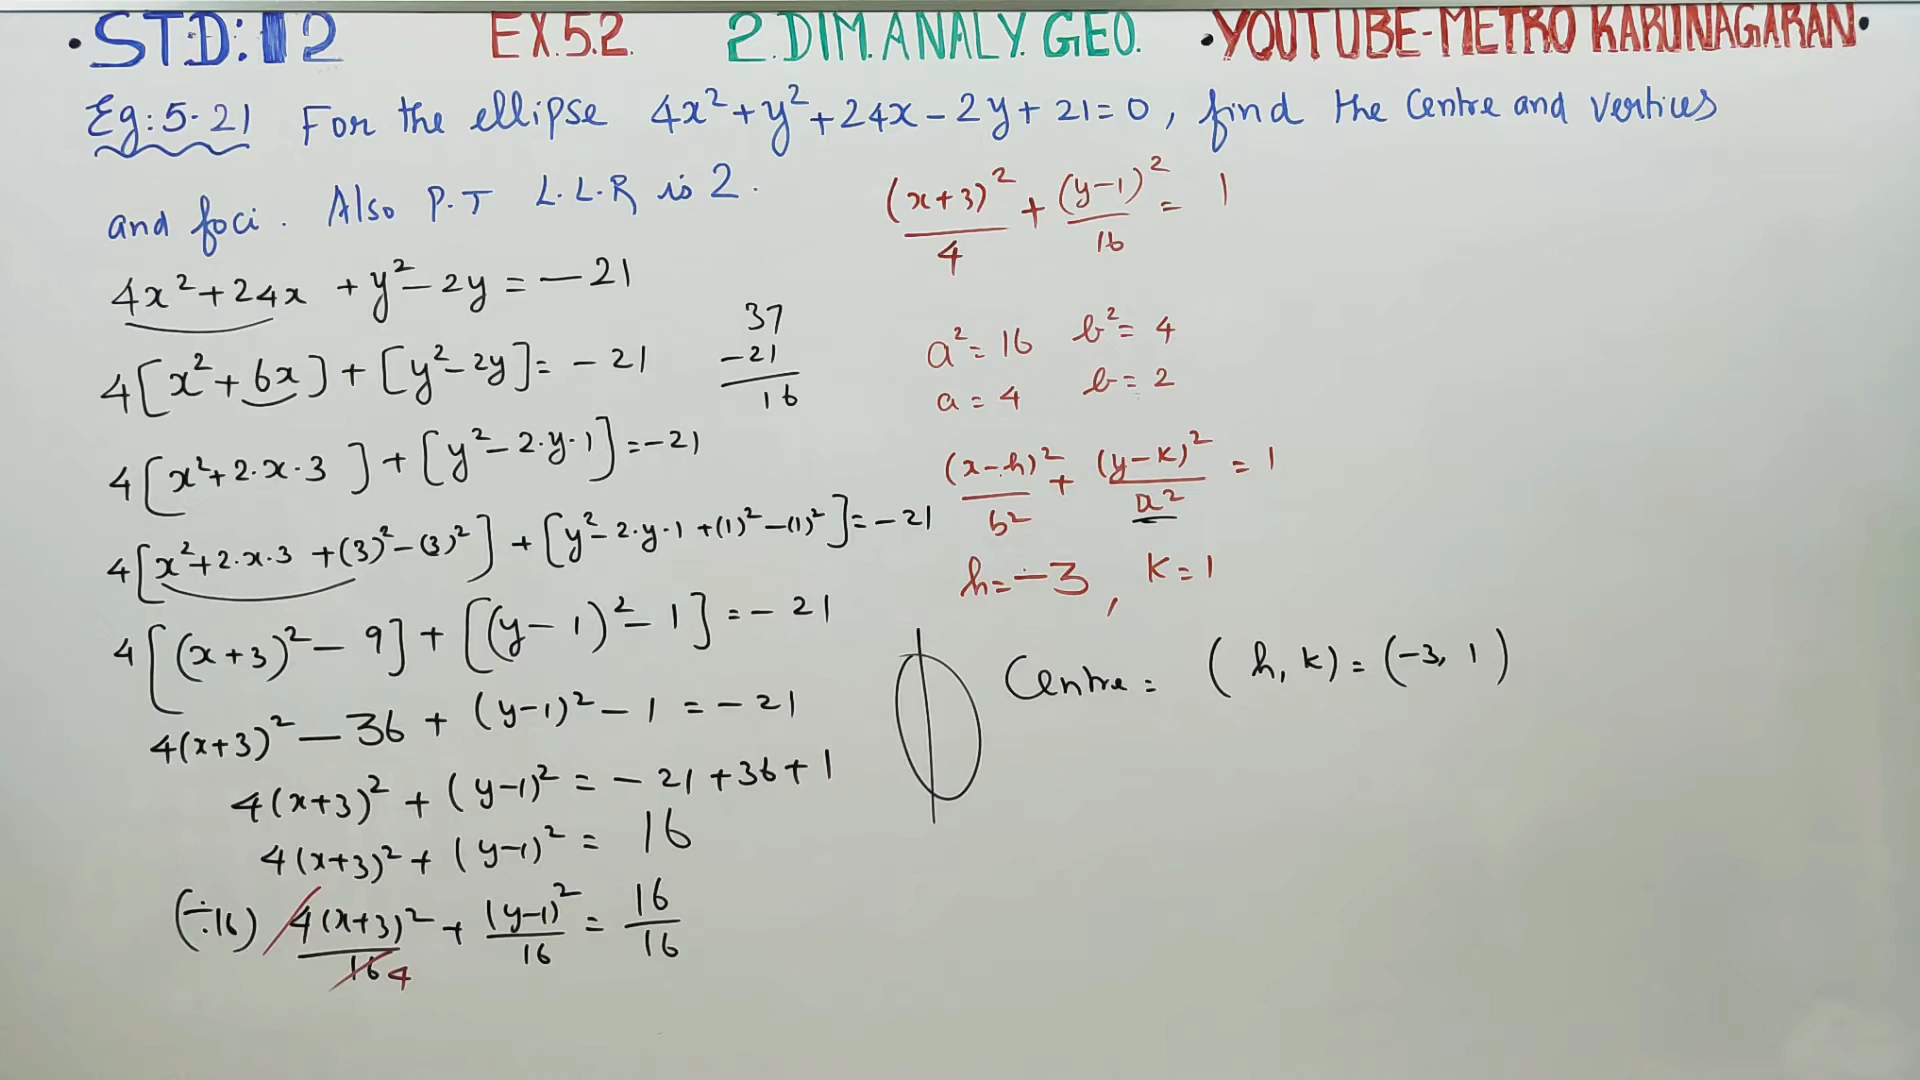 • STD: 12 EX.5.2. 2.DIM.ANALY.GEO. • YOUTUBE-METRO KARUNAGARAN •
Eg:5.21 For the ellipse 4x²+y²+24x-2y+21=0, find the Centre and vertices
and foci. Also P.T L.L.R is 2.
4x²+24x +y²-2y = -21
4[x²+6x]+[y²-2y]= -21
37
-21
16
4[x²+2.x.3 ]+[y²-2.y.1]=-21
4[x²+2.x.3 +(3)²-(3)²]+[y²-2.y.1+(1)²-(1)²]=-21
4[(x+3)²-9]+[(y-1)²-1]=-21
4(x+3)²-36+(y-1)²-1=-21
4(x+3)²+(y-1)²=-21+36+1
4(x+3)²+(y-1)²= 16
(÷16) 4(x+3)²/16 4 + (y-1)²/16 = 16/16
(x+3)²/4 + (y-1)²/16 = 1
a²=16 b²=4
a=4 b=2
(x-h)²/b² + (y-k)²/a² = 1
h=-3, k=1
Centre = (h,k)=(-3,1)